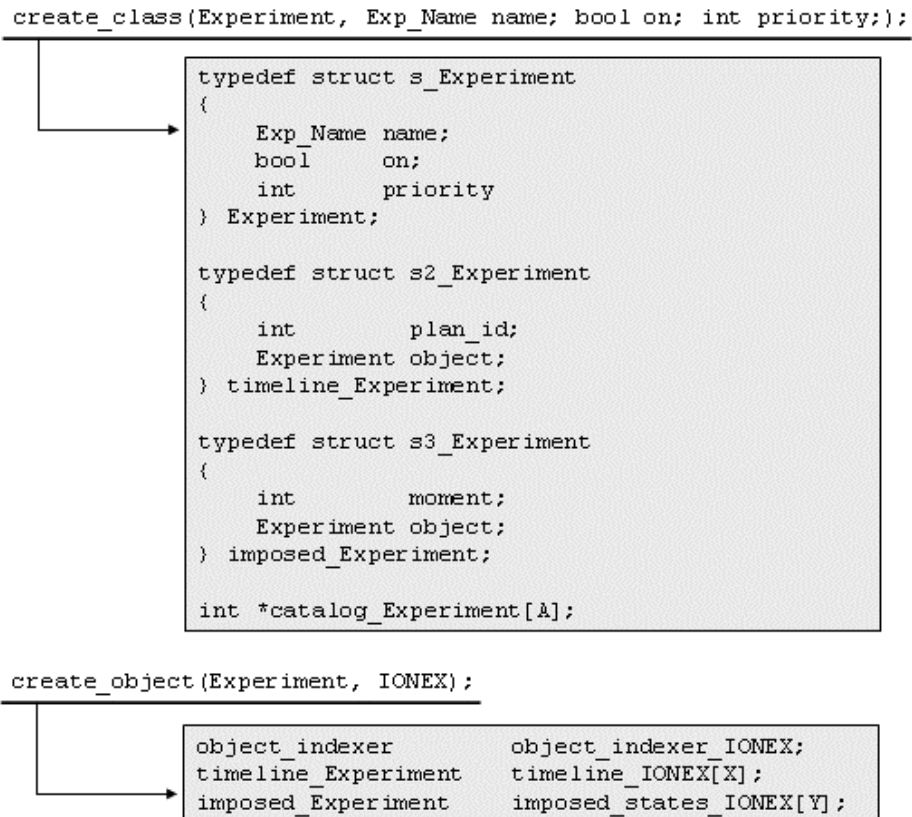 create_class(Experiment, Exp_Name name; bool on; int priority;);
typedef struct s_Experiment
{
Exp_Name name;
bool on;
int priority
} Experiment;
typedef struct s2_Experiment
{
int plan_id;
Experiment object;
} timeline_Experiment;
typedef struct s3_Experiment
{
int moment;
Experiment object;
} imposed_Experiment;
int *catalog_Experiment[A];
create_object(Experiment, IONEX);
object_indexer object_indexer_IONEX;
timeline_Experiment timeline_IONEX[X];
imposed_Experiment imposed_states_IONEX[Y];